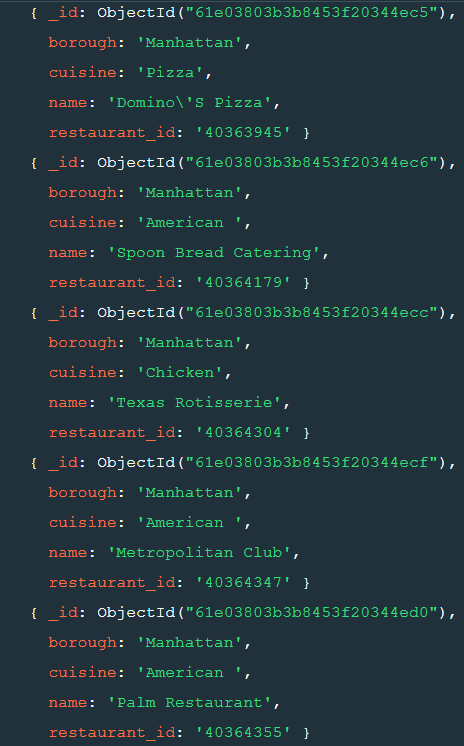 { _id: ObjectId("61e03803b3b8453f20344ec5"),
borough: 'Manhattan',
cuisine: 'Pizza',
name: 'Domino\'S Pizza',
restaurant_id: '40363945' }
{ _id: ObjectId("61e03803b3b8453f20344ec6"),
borough: 'Manhattan',
cuisine: 'American ',
name: 'Spoon Bread Catering',
restaurant_id: '40364179' }
{ _id: ObjectId("61e03803b3b8453f20344ecc"),
borough: 'Manhattan',
cuisine: 'Chicken',
name: 'Texas Rotisserie',
restaurant_id: '40364304' }
{ _id: ObjectId("61e03803b3b8453f20344ecf"),
borough: 'Manhattan',
cuisine: 'American ',
name: 'Metropolitan Club',
restaurant_id: '40364347' }
{ _id: ObjectId("61e03803b3b8453f20344ed0"),
borough: 'Manhattan',
cuisine: 'American ',
name: 'Palm Restaurant',
restaurant_id: '40364355' }